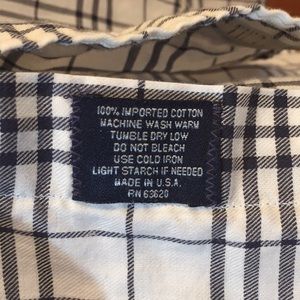 100% IMPORTED COTTON
MACHINE WASH WARM
TUMBLE DRY LOW
DO NOT BLEACH
USE COLD IRON
LIGHT STARCH IF NEEDED
MADE IN U.S.A.
RN 63620